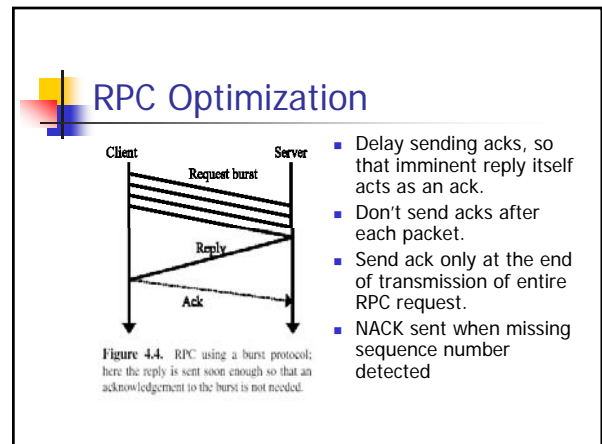 RPC Optimization
Client
Server
Request burst
Reply
Ack
Figure 4.4. RPC using a burst protocol;
here the reply is sent soon enough so that an
acknowledgement to the burst is not needed.
Delay sending acks, so
that imminent reply itself
acts as an ack.
Don't send acks after
each packet.
Send ack only at the end
of transmission of entire
RPC request.
NACK sent when missing
sequence number
detected